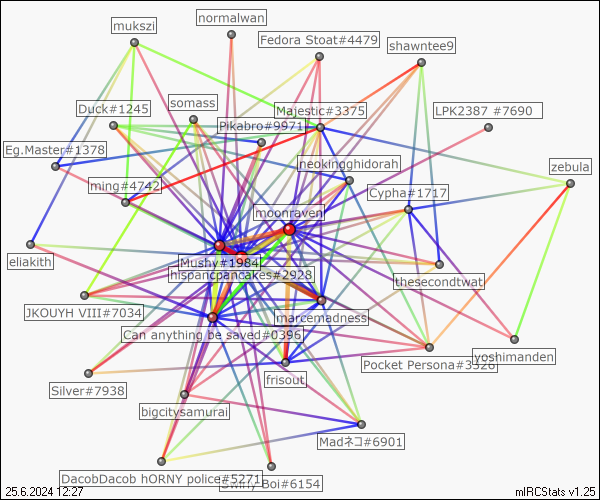 normalwan
mukszi
Fedora Stoat#4479
shawntee9
Duck#1245
somass
Majestic#3375
LPK2387 #7690
Pikabro#9971
Eg.Master#1378
neokingghidorah
zebula
ming#4742
Cypha#1717
moonraven
eliakith
Mushy#1984
hispancpancakes#2928
thesecondtwat
JKOUYH VIII#7034
marcemadness
Can anything be saved#0396
yoshimanden
Pocket Persona#3328
Silver#7938
frisout
bigcitysamurai
Madネコ#6901
DacobDacob hORNY police#5271
Boi#6154
25.6.2024 12:27
mIRCStats v1.25